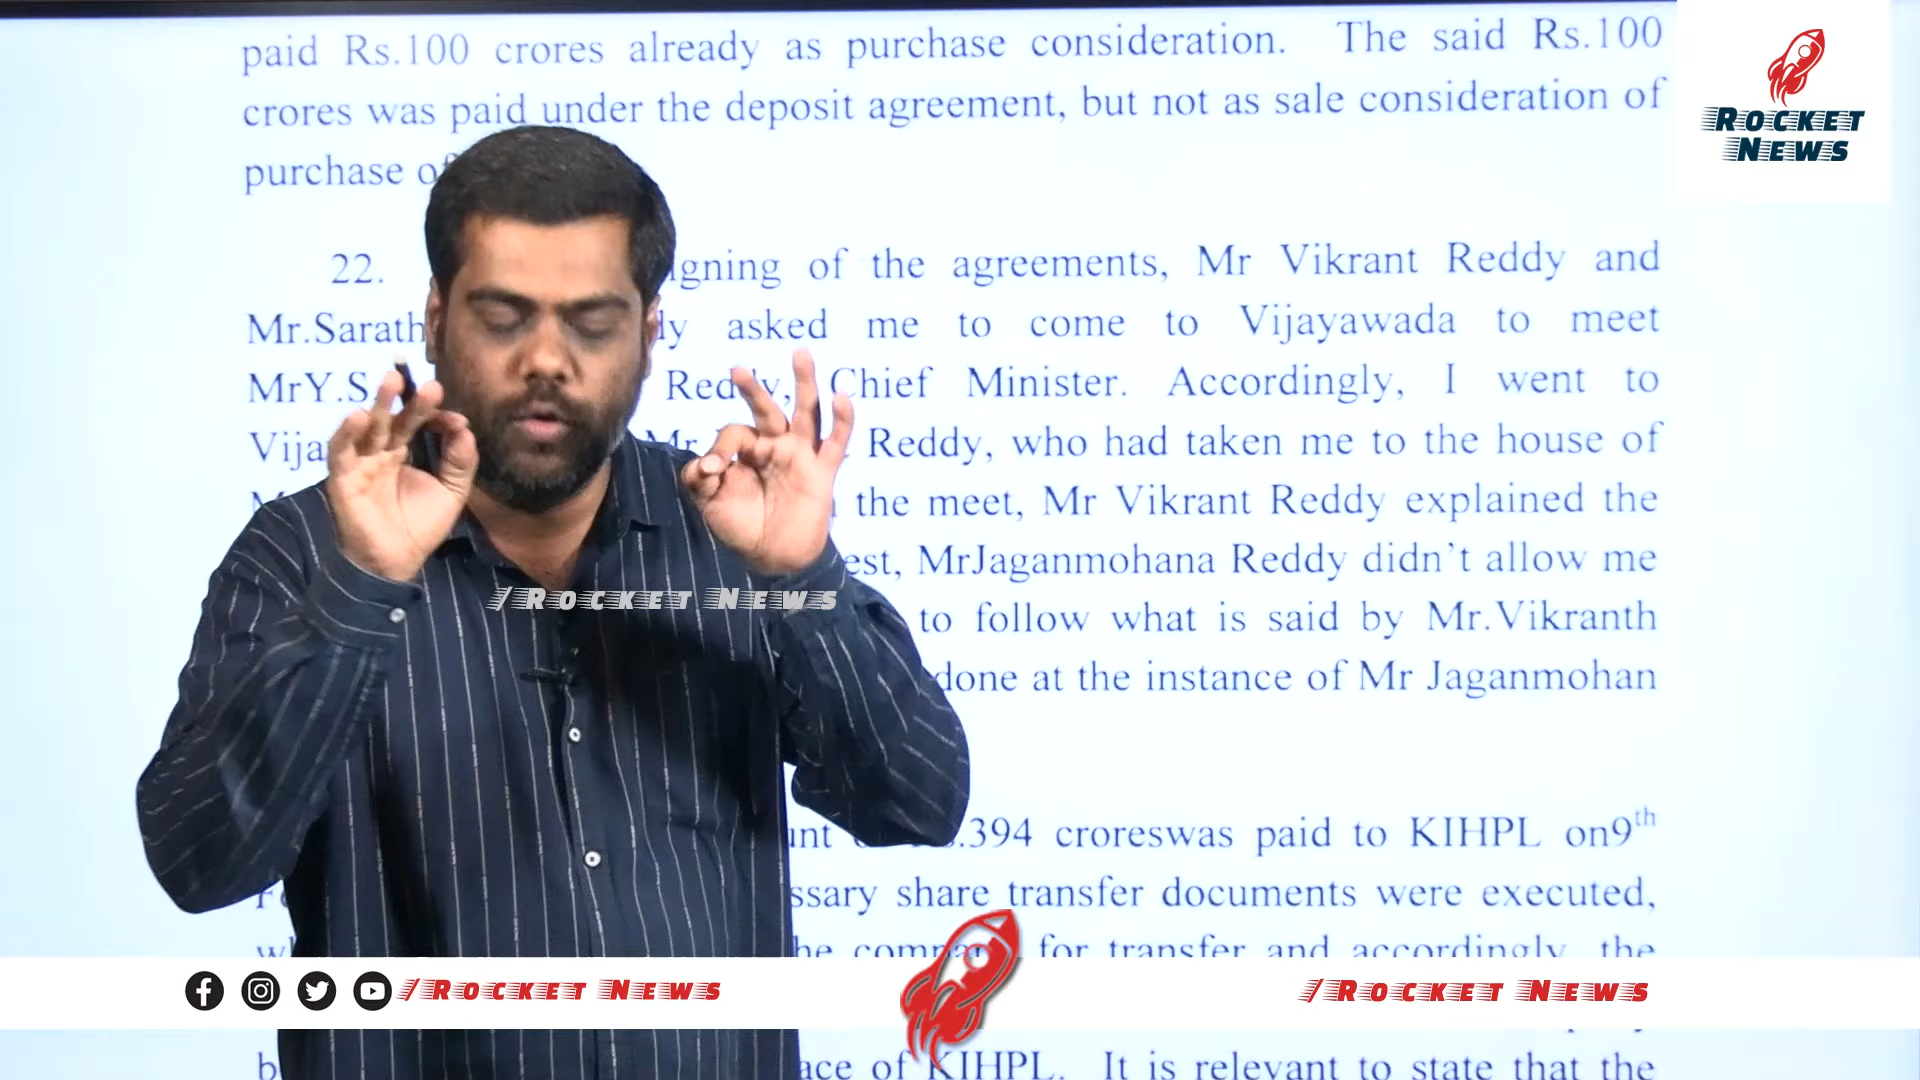 paid Rs.100 crores already as purchase consideration. The said Rs.100
crores was paid under the deposit agreement, but not as sale consideration of
purchase
ROCKET
NEWS
22. igning of the agreements, Mr Vikrant Reddy and
Mr.Sarath asked me to come to Vijayawada to meet
MrY.S. Reddy, Chief Minister. Accordingly, I went to
Mr Reddy, who had taken me to the house of
the meet, Mr Vikrant Reddy explained the
est, MrJaganmohana Reddy didn't allow me
to follow what is said by Mr.Vikranth
done at the instance of Mr Jaganmohan
/ROCKET NEWS
.394 croreswas paid to KIHPL on9th
ssary share transfer documents were executed,
for transfer and accordingly, the
/ROCKET NEWS
/ROCKET NEWS
of KIHPL. It is relevant to state that the